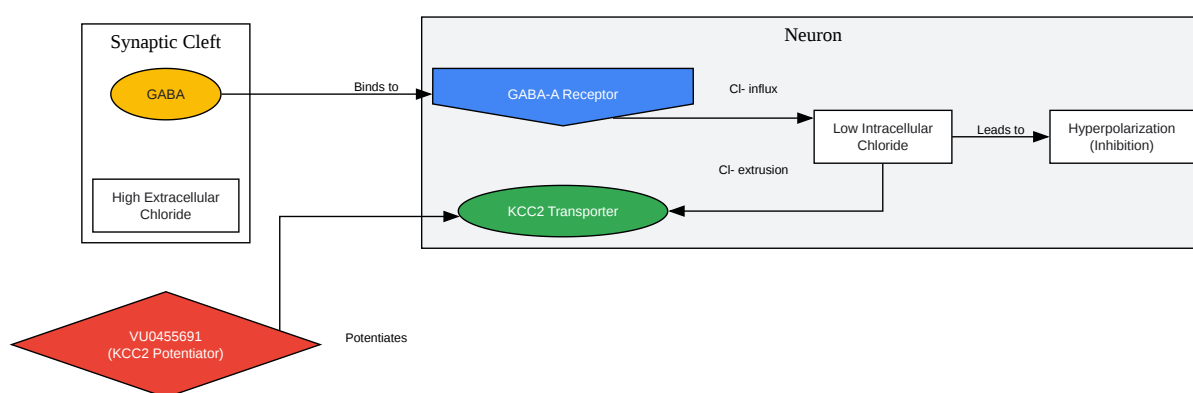 Synaptic Cleft
Neuron
GABA
Binds to
GABA-A Receptor
Cl- influx
Low Intracellular
Chloride
Leads to
Hyperpolarization
(Inhibition)
High Extracellular
Chloride
Cl- extrusion
KCC2 Transporter
VU0455691
(KCC2 Potentiator)
Potentiates